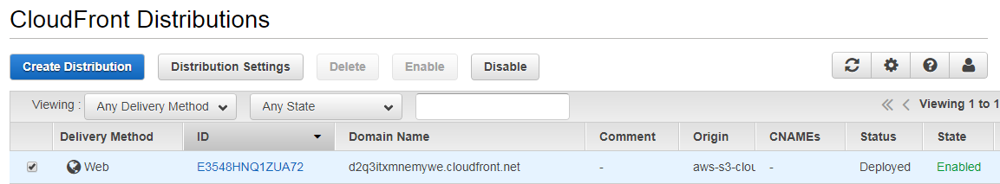 CloudFront Distributions
Create Distribution Distribution Settings Delete Enable Disable
Viewing : Any Delivery Method Any State Viewing 1 to 1
Delivery Method ID Domain Name Comment Origin CNAMEs Status State
Web E3548HNQ1ZUA72 d2q3itxmnemywe.cloudfront.net - aws-s3-clou - Deployed Enabled